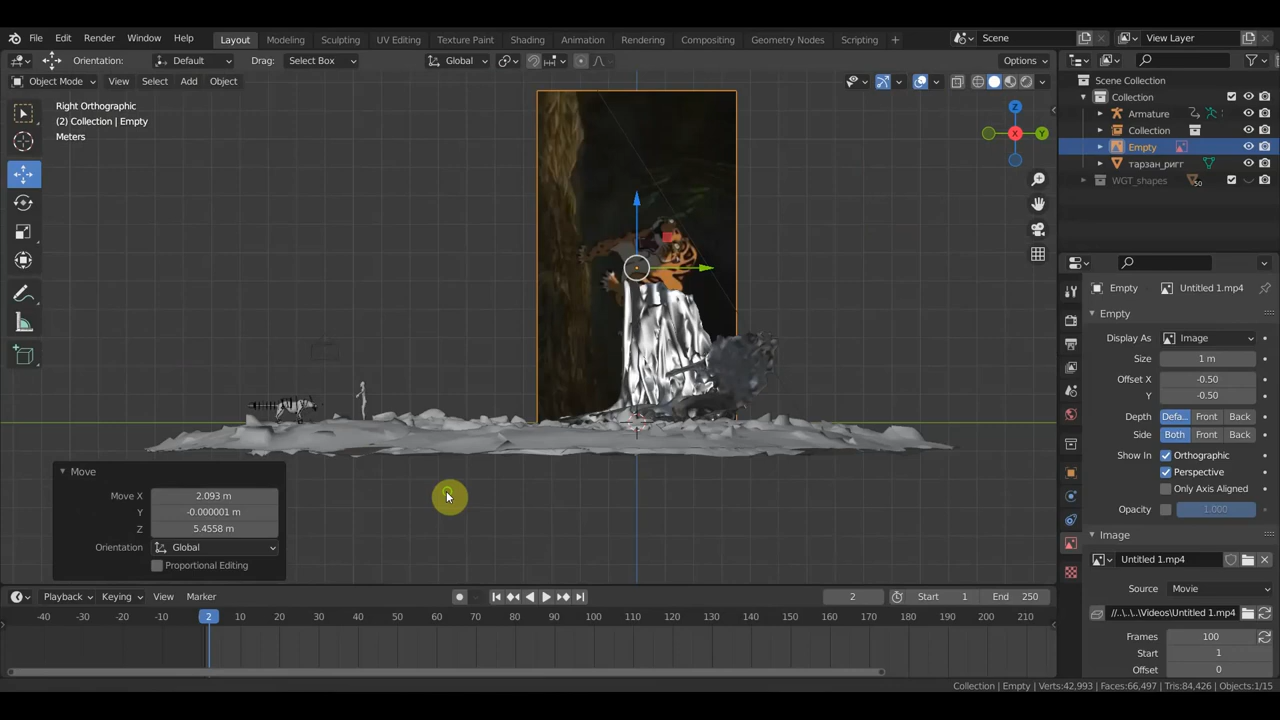 File Edit Render Window Help Layout Modeling Sculpting UV Editing Texture Paint Shading Animation Rendering Compositing Geometry Nodes Scripting + Scene View Layer
Orientation: Default Drag: Select Box Global Options
Object Mode View Select Add Object
Scene Collection
Collection
Armature
Collection
Empty
тарзан_ригг
WGT_shapes 50
Right Orthographic
(2) Collection | Empty
Meters
Z
X
Y
Empty Untitled 1.mp4
Empty
Display As Image
Size 1 m
Offset X -0.50
Y -0.50
Depth Defa... Front Back
Side Both Front Back
Show In Orthographic
Perspective
Only Axis Aligned
Opacity 1.000
Image
Untitled 1.mp4
Source Movie
//..\..\..\Videos\Untitled 1.mp4
Frames 100
Start 1
Offset 0
Move
Move X 2.093 m
Y -0.000001 m
Z 5.4558 m
Orientation Global
Proportional Editing
Playback Keying View Marker 2 Start 1 End 250
-40 -30 -20 -10 2 10 20 30 40 50 60 70 80 90 100 110 120 130 140 150 160 170 180 190 200 210
Collection | Empty | Verts:42,993 | Faces:66,497 | Tris:84,426 | Objects:1/15